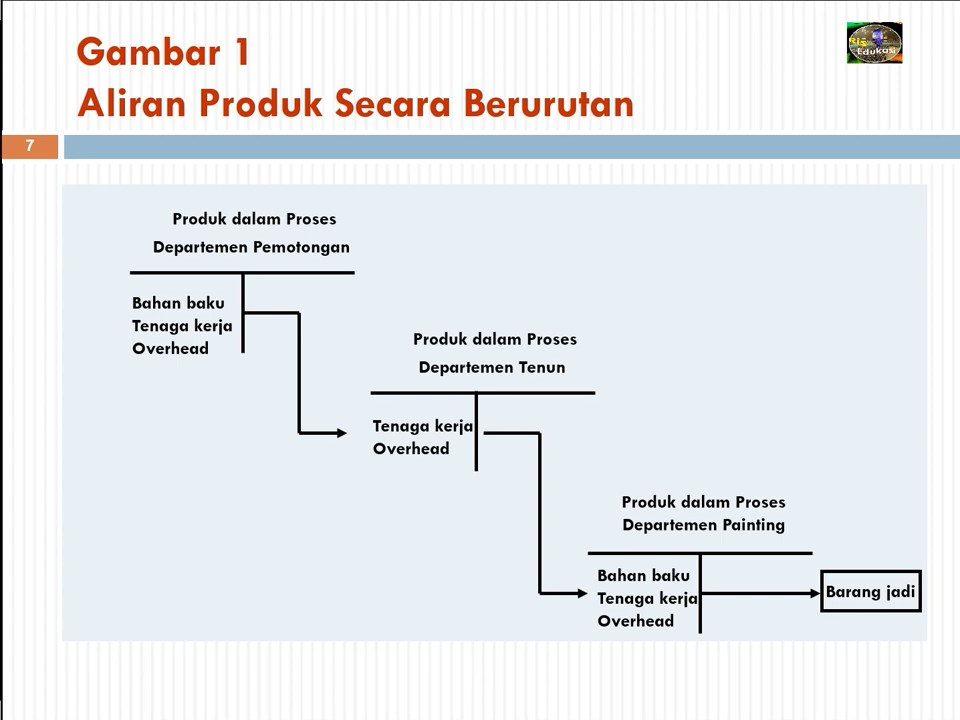 Gambar 1
Aliran Produk Secara Berurutan
Edukasi
7
Produk dalam Proses
Departemen Pemotongan
Bahan baku
Tenaga kerja
Overhead
Produk dalam Proses
Departemen Tenun
Tenaga kerja
Overhead
Produk dalam Proses
Departemen Painting
Bahan baku
Tenaga kerja
Overhead
Barang jadi